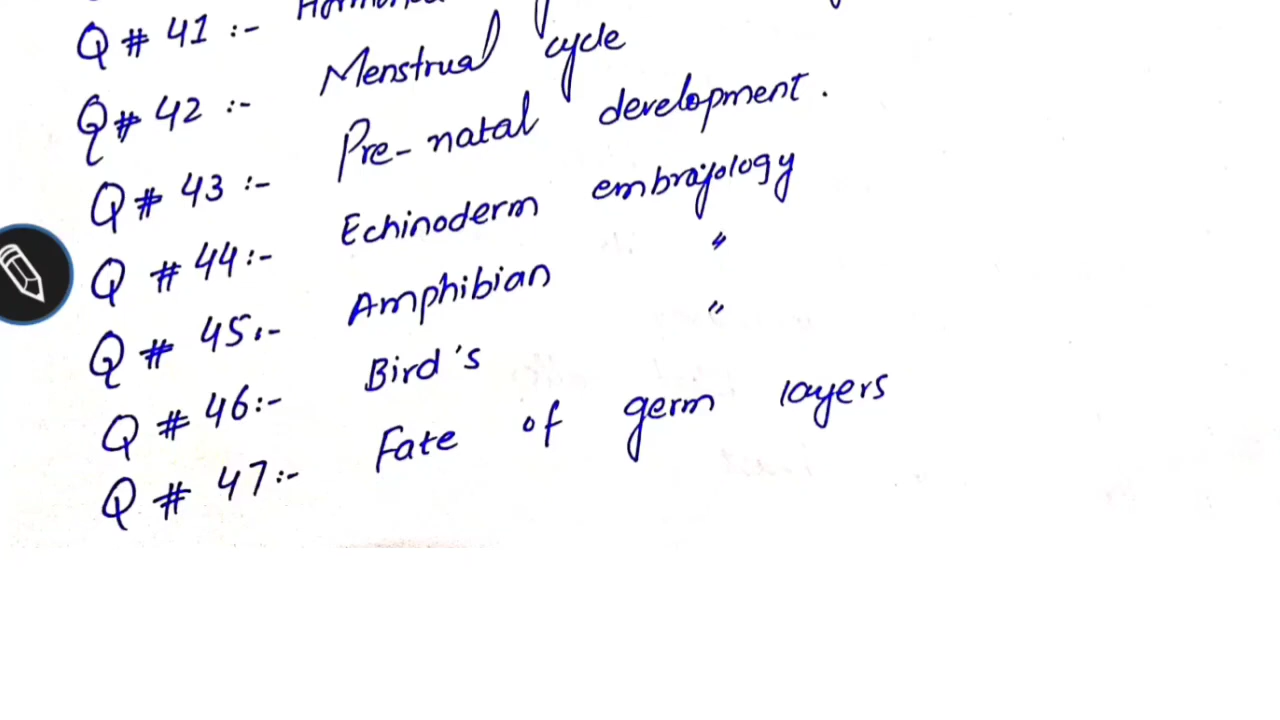 Q # 41 :-
Q # 42 :- Menstrual cycle
Q # 43 :- Pre-natal development.
Q # 44 :- Echinoderm embrayology
Q # 45 :- Amphibian "
Q # 46 :- Bird's "
Q # 47 :- Fate of germ layers